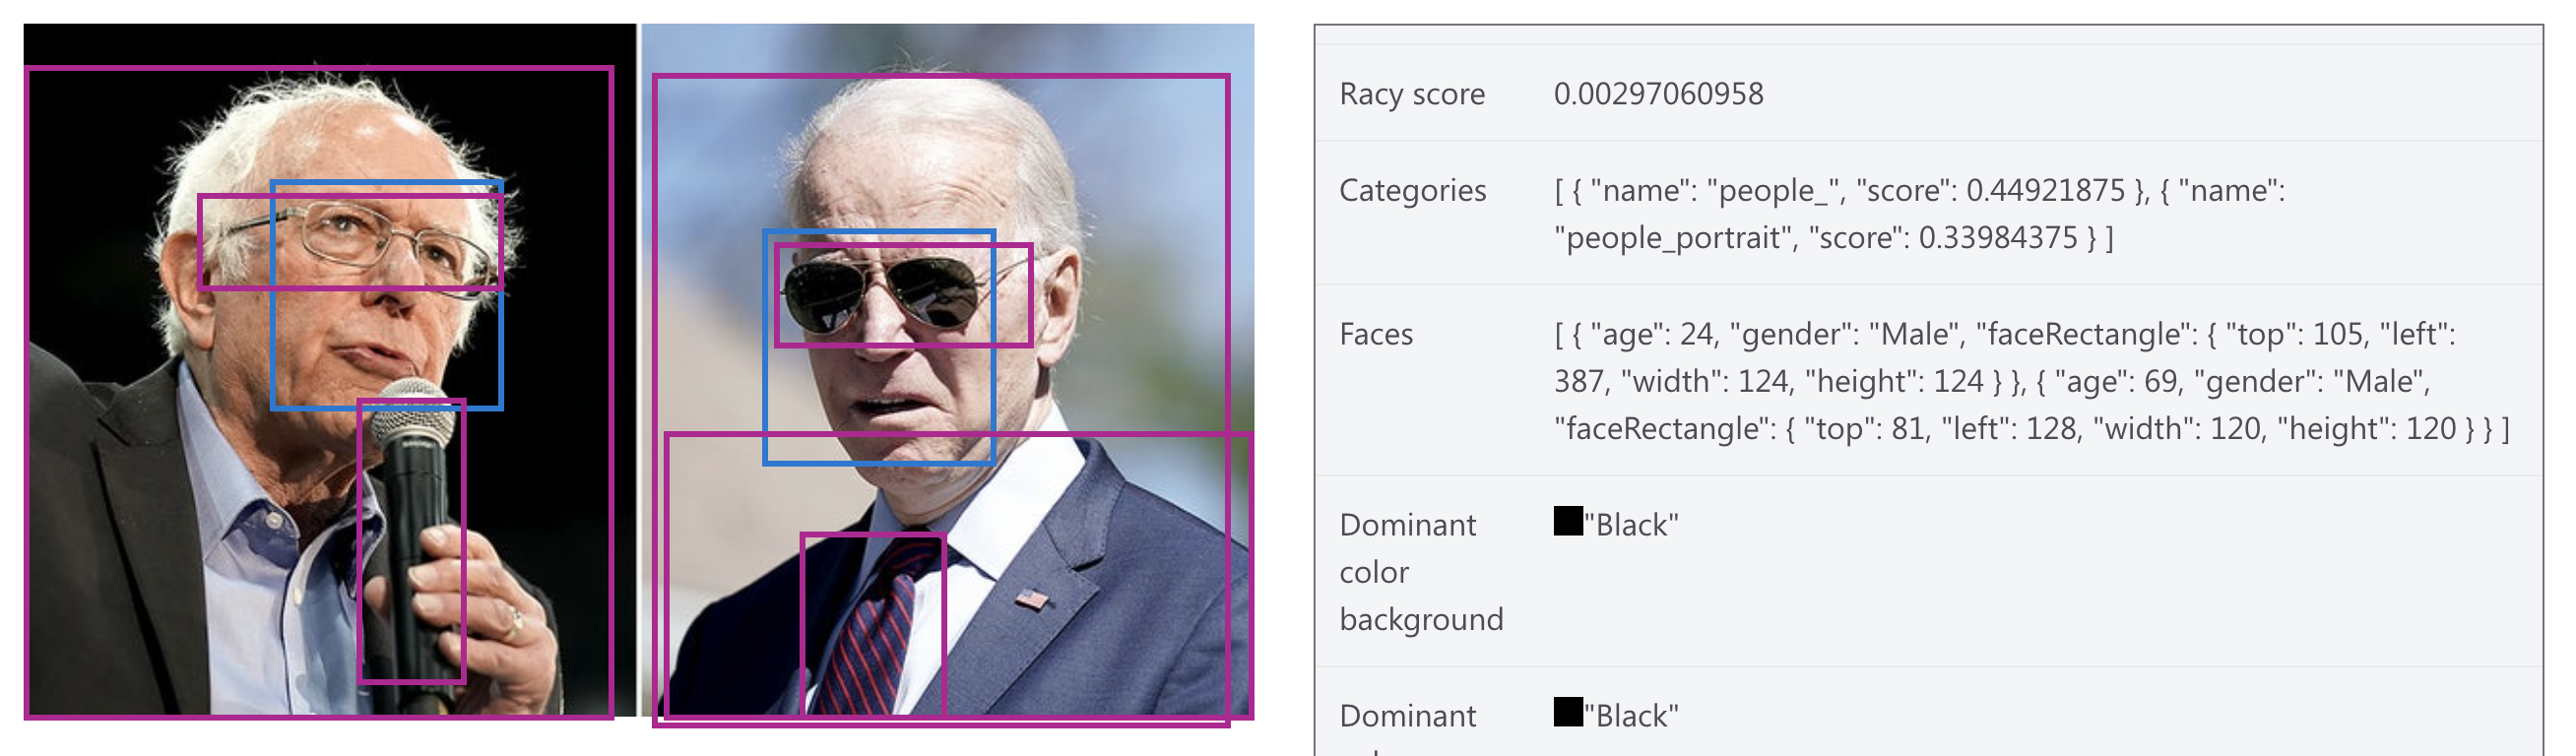 Racy score 0.00297060958
Categories [ { "name": "people_", "score": 0.44921875 }, { "name":
"people_portrait", "score": 0.33984375 } ]
Faces [ { "age": 24, "gender": "Male", "faceRectangle": { "top": 105, "left":
387, "width": 124, "height": 124 } }, { "age": 69, "gender": "Male",
"faceRectangle": { "top": 81, "left": 128, "width": 120, "height": 120 } } ]
Dominant "Black"
color
background
Dominant "Black"